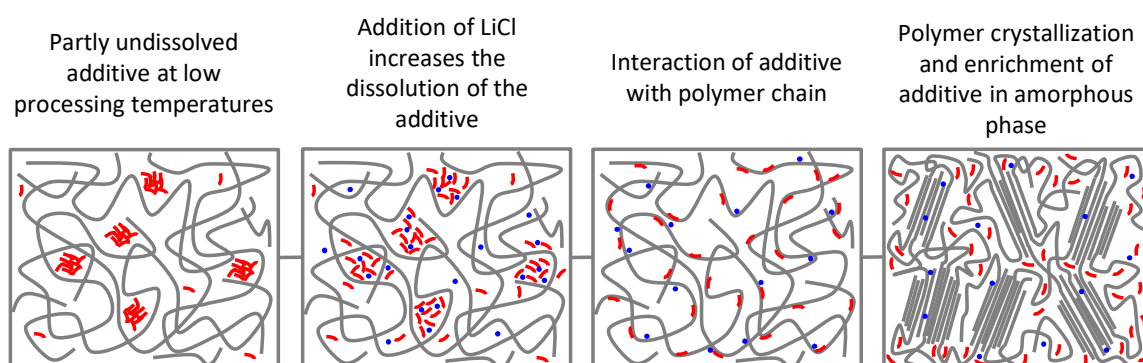 Partly undissolved
additive at low
processing temperatures
Addition of LiCl
increases the
dissolution of the
additive
Interaction of additive
with polymer chain
Polymer crystallization
and enrichment of
additive in amorphous
phase